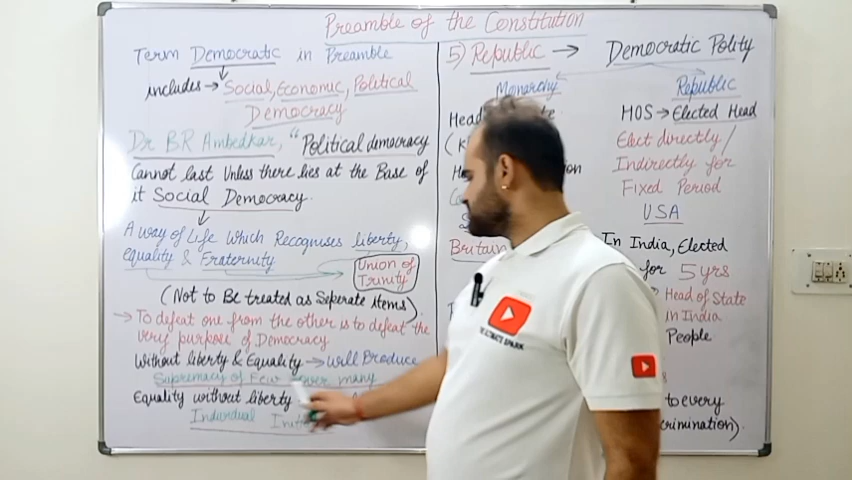 Preamble of the Constitution
Term Democratic in Preamble
includes → Social, Economic, Political
Democracy
Dr BR Ambedkar, "Political democracy
Cannot last Unless there lies at the Base of
it Social Democracy.
A way of Life which Recognises liberty,
equality & Fraternity
Union of
Trinity
(Not to Be treated as Seperate items).
→ To defeat one from the other is to defeat the
very purpose of Democracy
Without liberty & Equality → Will Produce
Supremacy of Few over many
Equality without liberty
Individual
5) Republic → Democratic Polity
Monarchy
Head
Britain
Republic
HOS → Elected Head
Elect directly /
Indirectly for
Fixed Period
USA
In India, Elected
for 5 yrs
Head of State
in India
People
to every
THE ULTIMATE SPARK